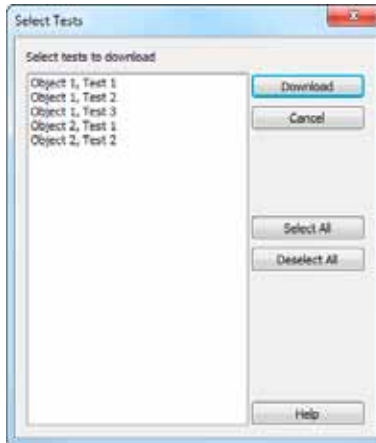 Select Tests
Select tests to download
Object 1, Test 1
Object 1, Test 2
Object 1, Test 3
Object 2, Test 1
Object 2, Test 2
Download
Cancel
Select All
Deselect All
Help